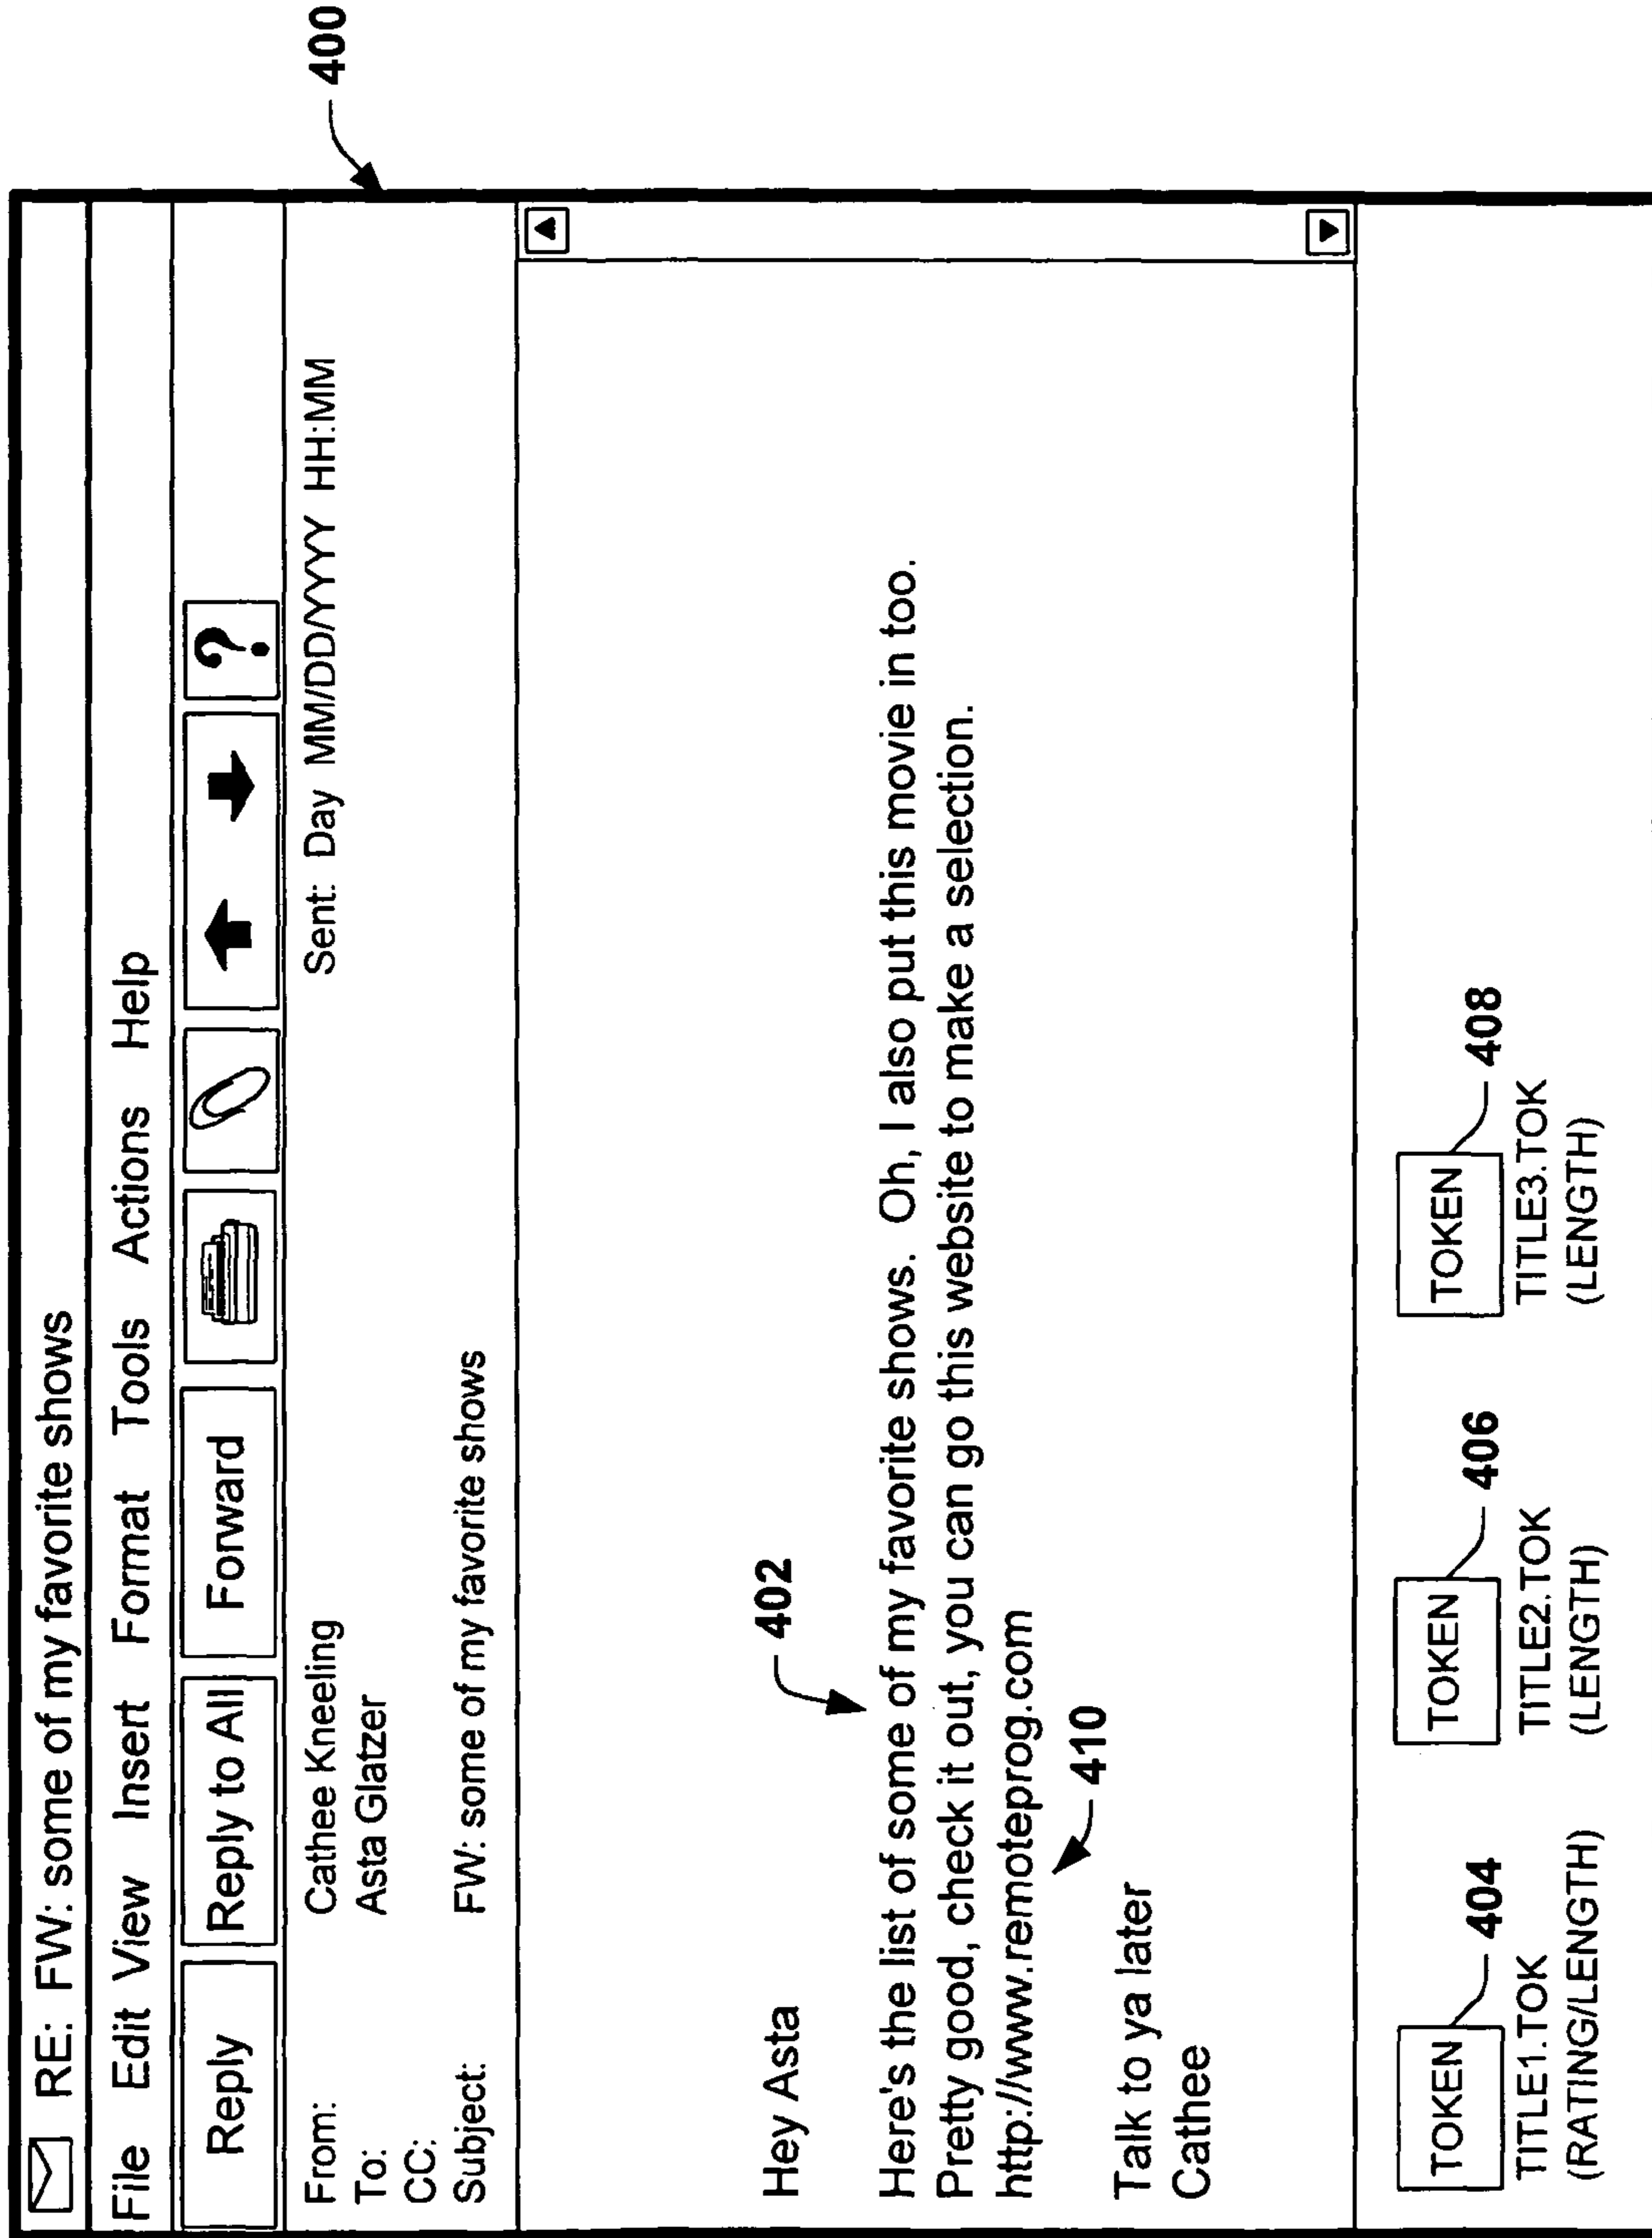 RE: FW: some of my favorite shows
File Edit View Insert Format Tools Actions Help
Reply Reply to All Forward ?
400
From: Cathee Kneeling Sent: Day MM/DD/YYYY HH:MM
To: Asta Glatzer
CC:
Subject: FW: some of my favorite shows
402
Hey Asta
Here's the list of some of my favorite shows. Oh, I also put this movie in too.
Pretty good, check it out, you can go this website to make a selection.
http://www.remoteprog.com
410
Talk to ya later
Cathee
TOKEN 404 TOKEN 406 TOKEN 408
TITLE1.TOK TITLE2.TOK TITLE3.TOK
(RATING/LENGTH) (LENGTH) (LENGTH)